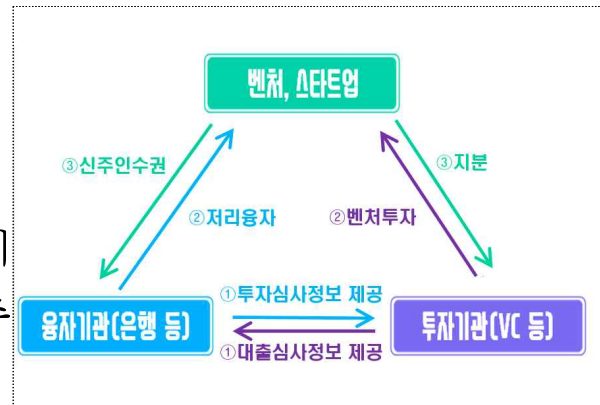 벤처, 스타트업
③신주인수권
③지분
②저리융자
②벤처투자
①투자심사정보 제공
융자기관(은행 등)
투자기관(VC 등)
①대출심사정보 제공